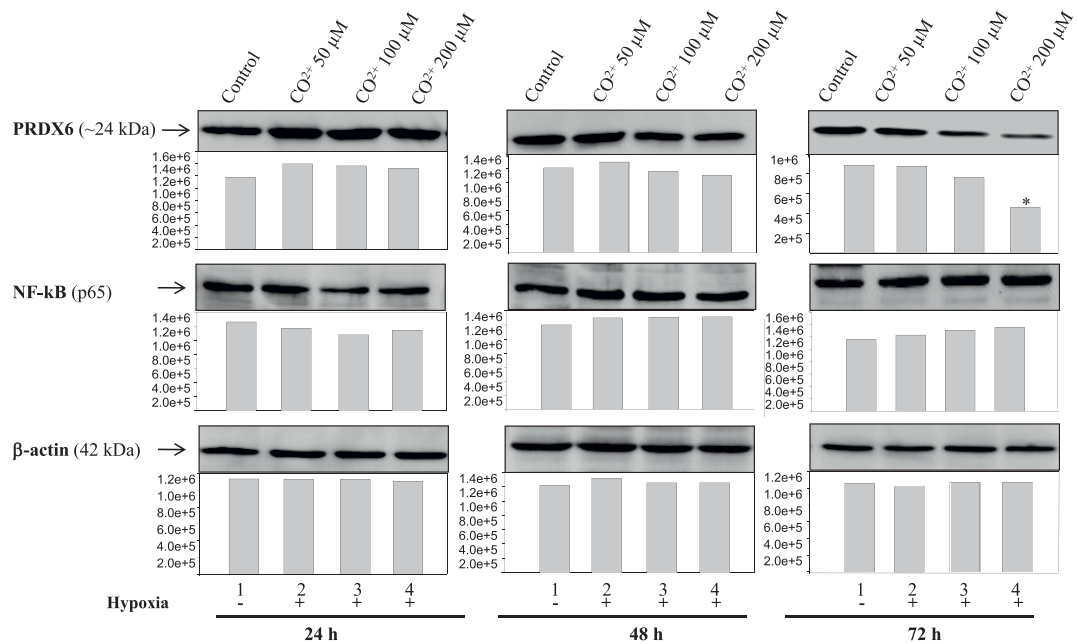 Control CO²⁺ 50 μM CO²⁺ 100 μM CO²⁺ 200 μM Control CO²⁺ 50 μM CO²⁺ 100 μM CO²⁺ 200 μM Control CO²⁺ 50 μM CO²⁺ 100 μM CO²⁺ 200 μM
PRDX6 (~24 kDa)
1.6e+6
1.4e+6
1.2e+6
1.0e+6
8.0e+5
6.0e+5
4.0e+5
2.0e+5
1.4e+6
1.2e+6
1.0e+6
8.0e+5
6.0e+5
4.0e+5
2.0e+5
1e+6
8e+5
6e+5
4e+5
2e+5
*
NF-kB (p65)
1.4e+6
1.2e+6
1.0e+6
8.0e+5
6.0e+5
4.0e+5
2.0e+5
1.4e+6
1.2e+6
1.0e+6
8.0e+5
6.0e+5
4.0e+5
2.0e+5
1.6e+6
1.4e+6
1.2e+6
1.0e+6
8.0e+5
6.0e+5
4.0e+5
2.0e+5
0
β-actin (42 kDa)
1.2e+6
1.0e+6
8.0e+5
6.0e+5
4.0e+5
2.0e+5
1.4e+6
1.2e+6
1.0e+6
8.0e+5
6.0e+5
4.0e+5
2.0e+5
1.2e+6
1.0e+6
8.0e+5
6.0e+5
4.0e+5
2.0e+5
1 2 3 4 1 2 3 4 1 2 3 4
Hypoxia - + + + - + + + - + + +
24 h 48 h 72 h